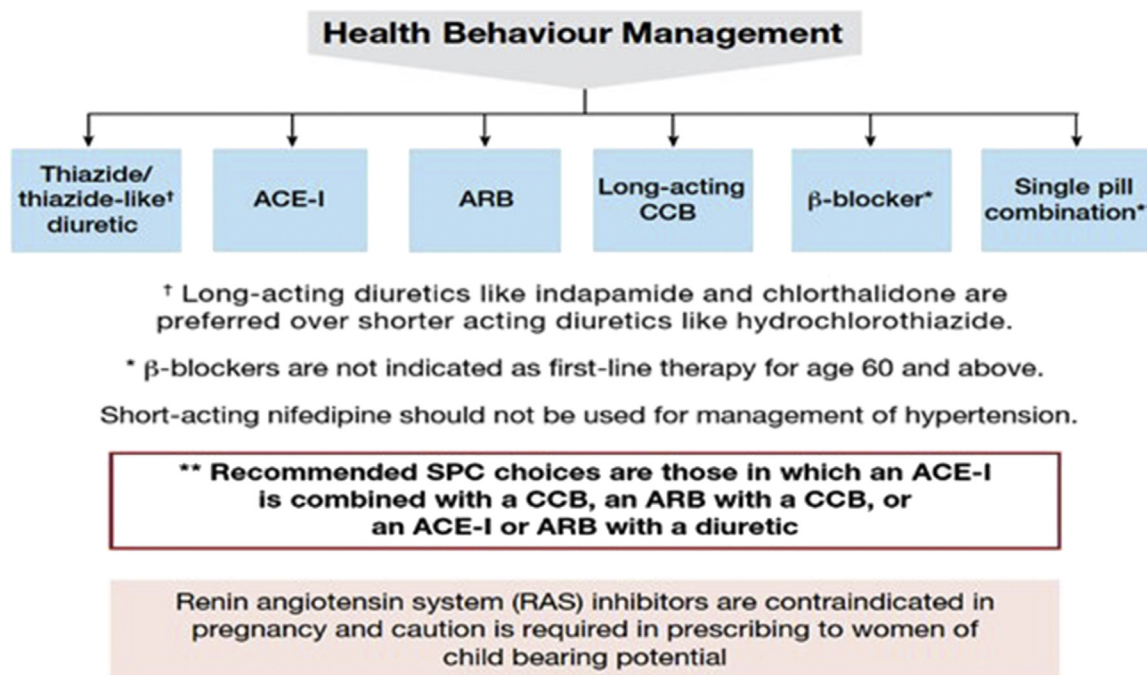 Health Behaviour Management
Thiazide/
thiazide-like†
diuretic
ACE-I
ARB
Long-acting
CCB
β-blocker*
Single pill
combination*
† Long-acting diuretics like indapamide and chlorthalidone are
preferred over shorter acting diuretics like hydrochlorothiazide.
* β-blockers are not indicated as first-line therapy for age 60 and above.
Short-acting nifedipine should not be used for management of hypertension.
** Recommended SPC choices are those in which an ACE-I
is combined with a CCB, an ARB with a CCB, or
an ACE-I or ARB with a diuretic
Renin angiotensin system (RAS) inhibitors are contraindicated in
pregnancy and caution is required in prescribing to women of
child bearing potential